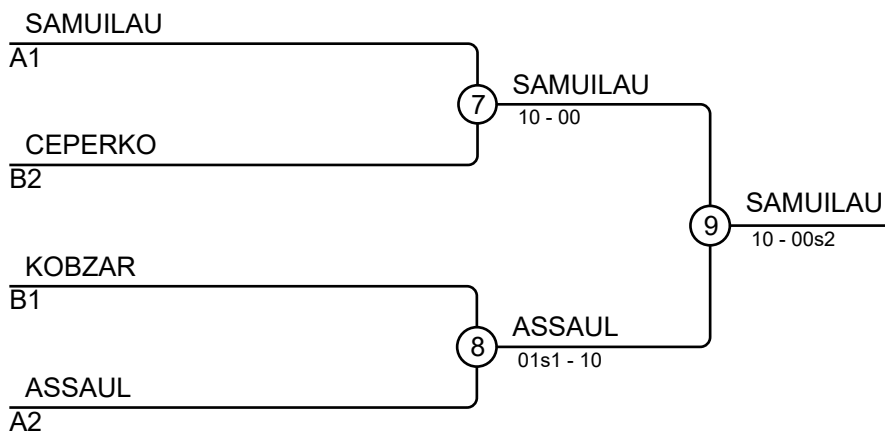 SAMUILAU
A1
7
SAMUILAU
10 - 00
CEPERKO
B2
9
SAMUILAU
10 - 00s2
KOBZAR
B1
8
ASSAUL
01s1 - 10
ASSAUL
A2